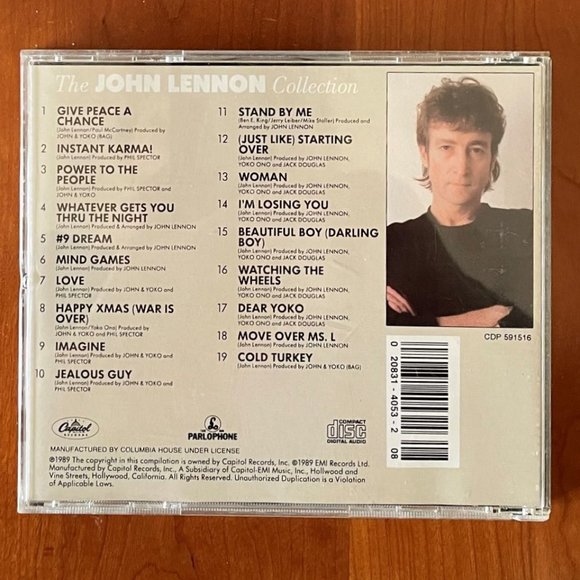 The JOHN LENNON Collection
1 GIVE PEACE A
CHANCE
(John Lennon/Paul McCartney) Produced by
JOHN & YOKO (BAG)
2 INSTANT KARMA!
(John Lennon) Produced by PHIL SPECTOR
3 POWER TO THE
PEOPLE
(John Lennon) Produced by PHIL SPECTOR and
JOHN & YOKO
4 WHATEVER GETS YOU
THRU THE NIGHT
(John Lennon) Produced & Arranged by JOHN LENNON
5 #9 DREAM
(John Lennon) Produced & Arranged by JOHN LENNON
6 MIND GAMES
(John Lennon) Produced by JOHN LENNON
7 LOVE
(John Lennon) Produced by JOHN & YOKO and
PHIL SPECTOR
8 HAPPY XMAS (WAR IS
OVER)
(John Lennon/Yoko Ono) Produced by
JOHN & YOKO and PHIL SPECTOR
9 IMAGINE
(John Lennon) Produced by JOHN & YOKO and
PHIL SPECTOR
10 JEALOUS GUY
(John Lennon) Produced by JOHN & YOKO and
PHIL SPECTOR
11 STAND BY ME
(Ben E. King/Jerry Leiber/Mike Stoller) Produced and
Arranged by JOHN LENNON
12 (JUST LIKE) STARTING
OVER
(John Lennon) Produced by JOHN LENNON,
YOKO ONO and JACK DOUGLAS
13 WOMAN
(John Lennon) Produced by JOHN LENNON,
YOKO ONO and JACK DOUGLAS
14 I'M LOSING YOU
(John Lennon) Produced by JOHN LENNON,
YOKO ONO and JACK DOUGLAS
15 BEAUTIFUL BOY (DARLING
BOY)
(John Lennon) Produced by JOHN LENNON,
YOKO ONO and JACK DOUGLAS
16 WATCHING THE
WHEELS
(John Lennon) Produced by JOHN LENNON,
YOKO ONO and JACK DOUGLAS
17 DEAR YOKO
(John Lennon) Produced by JOHN LENNON,
YOKO ONO and JACK DOUGLAS
18 MOVE OVER MS. L
(John Lennon) Produced by JOHN LENNON
19 COLD TURKEY
(John Lennon) Produced by JOHN & YOKO (BAG)
CDP 591516
0 20831-4053-2 08
Capitol
RECORDS
PARLOPHONE
COMPACT
disc
DIGITAL AUDIO
MANUFACTURED BY COLUMBIA HOUSE UNDER LICENSE
℗1989 The copyright in this compilation is owned by Capitol Records, Inc. ©1989 EMI Records Ltd.
Manufactured by Capitol Records, Inc., A Subsidiary of Capitol-EMI Music, Inc., Hollywood and
Vine Streets, Hollywood, California. All Rights Reserved. Unauthorized Duplication is a Violation
of Applicable Laws.